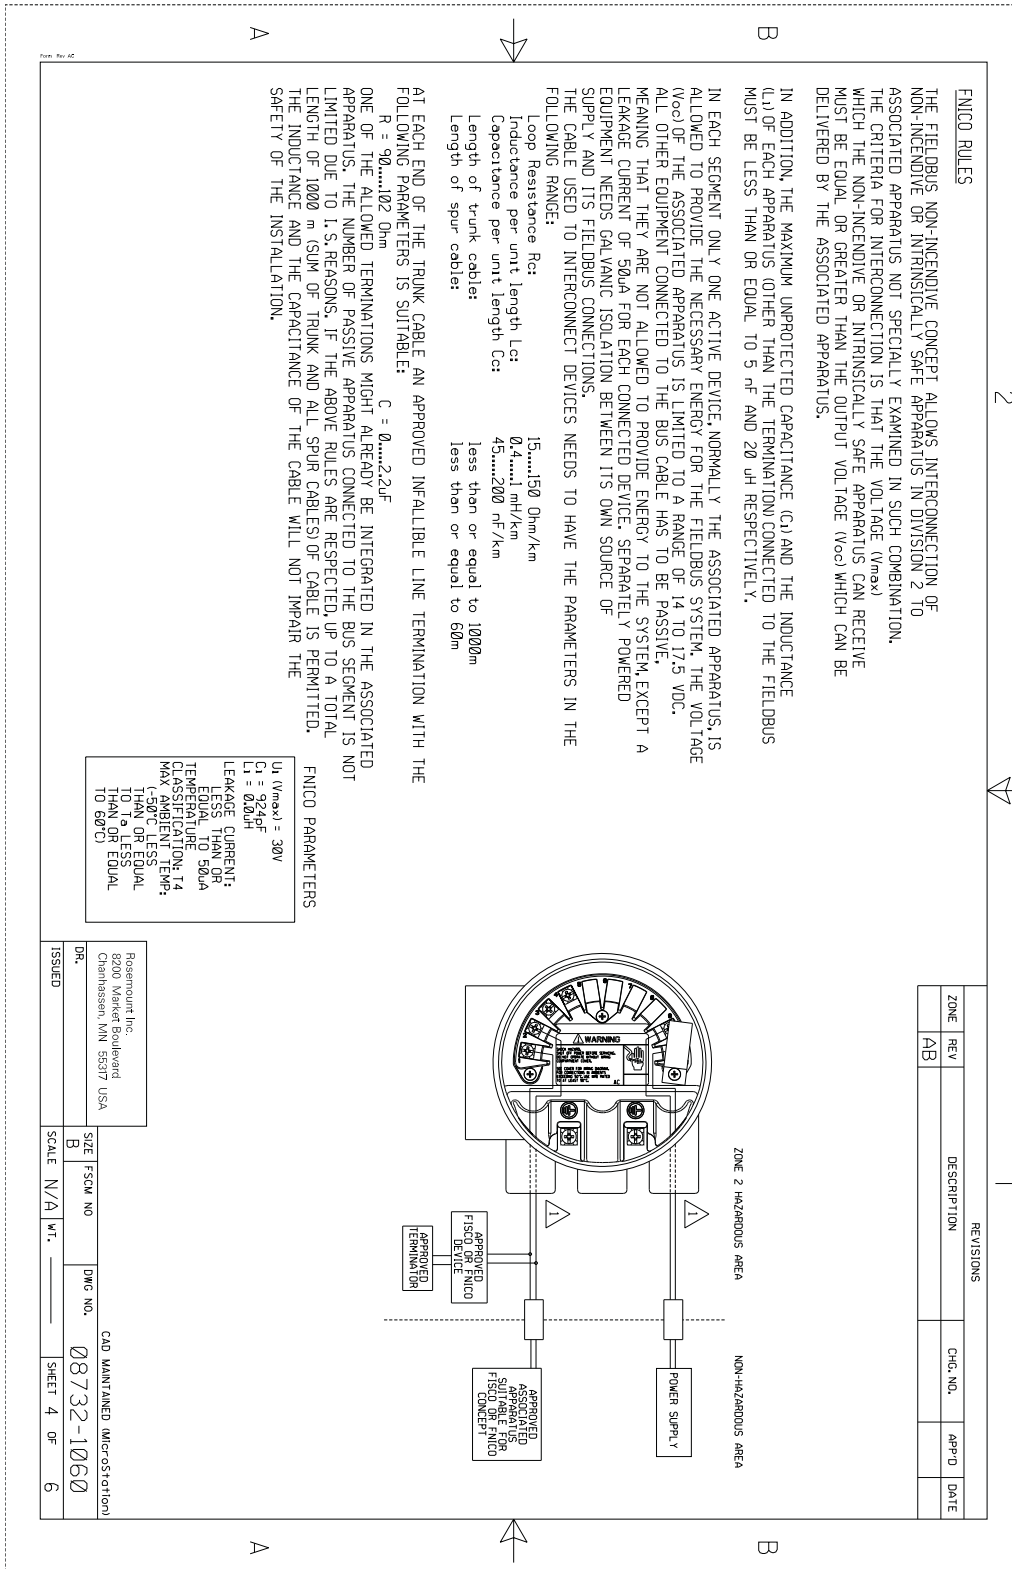 2
1
B
A
B
A
FNICO RULES
THE FIELDBUS NON-INCENDIVE CONCEPT ALLOWS INTERCONNECTION OF
NON-INCENDIVE OR INTRINSICALLY SAFE APPARATUS IN DIVISION 2 TO
ASSOCIATED APPARATUS NOT SPECIALLY EXAMINED IN SUCH COMBINATION.
THE CRITERIA FOR INTERCONNECTION IS THAT THE VOLTAGE (Vmax)
WHICH THE NON-INCENDIVE OR INTRINSICALLY SAFE APPARATUS CAN RECEIVE
MUST BE EQUAL OR GREATER THAN THE OUTPUT VOLTAGE (Voc) WHICH CAN BE
DELIVERED BY THE ASSOCIATED APPARATUS.
IN ADDITION, THE MAXIMUM UNPROTECTED CAPACITANCE (Ci) AND THE INDUCTANCE
(Li) OF EACH APPARATUS (OTHER THAN THE TERMINATION) CONNECTED TO THE FIELDBUS
MUST BE LESS THAN OR EQUAL TO 5 nF AND 20 uH RESPECTIVELY.
IN EACH SEGMENT ONLY ONE ACTIVE DEVICE, NORMALLY THE ASSOCIATED APPARATUS, IS
ALLOWED TO PROVIDE THE NECESSARY ENERGY FOR THE FIELDBUS SYSTEM. THE VOLTAGE
(Voc) OF THE ASSOCIATED APPARATUS IS LIMITED TO A RANGE OF 14 TO 17.5 VDC.
ALL OTHER EQUIPMENT CONNECTED TO THE BUS CABLE HAS TO BE PASSIVE,
MEANING THAT THEY ARE NOT ALLOWED TO PROVIDE ENERGY TO THE SYSTEM, EXCEPT A
LEAKAGE CURRENT OF 50uA FOR EACH CONNECTED DEVICE. SEPARATELY POWERED
EQUIPMENT NEEDS GALVANIC ISOLATION BETWEEN ITS OWN SOURCE OF
SUPPLY AND ITS FIELDBUS CONNECTIONS.
THE CABLE USED TO INTERCONNECT DEVICES NEEDS TO HAVE THE PARAMETERS IN THE
FOLLOWING RANGE:
Loop Resistance Rc: 15.....150 Ohm/km
Inductance per unit length Lc: 0.4.....1 mH/km
Capacitance per unit length Cc: 45.....200 nF/km
Length of trunk cable: less than or equal to 1000m
Length of spur cable: less than or equal to 60m
AT EACH END OF THE TRUNK CABLE AN APPROVED INFALLIBLE LINE TERMINATION WITH THE
FOLLOWING PARAMETERS IS SUITABLE:
R = 90.....102 Ohm C = 0.....2.2uF
ONE OF THE ALLOWED TERMINATIONS MIGHT ALREADY BE INTEGRATED IN THE ASSOCIATED
APPARATUS. THE NUMBER OF PASSIVE APPARATUS CONNECTED TO THE BUS SEGMENT IS NOT
LIMITED DUE TO I.S. REASONS. IF THE ABOVE RULES ARE RESPECTED, UP TO A TOTAL
LENGTH OF 1000 m (SUM OF TRUNK AND ALL SPUR CABLES) OF CABLE IS PERMITTED.
THE INDUCTANCE AND THE CAPACITANCE OF THE CABLE WILL NOT IMPAIR THE
SAFETY OF THE INSTALLATION.
FNICO PARAMETERS
Ui (Vmax) = 30V
Ci = 924pF
Li = 0.0uH
LEAKAGE CURRENT:
LESS THAN OR
EQUAL TO 50uA
TEMPERATURE
CLASSIFICATION: T4
MAX AMBIENT TEMP:
(-50°C LESS
THAN OR EQUAL
TO Ta LESS
THAN OR EQUAL
TO 60°C)
REVISIONS
ZONE REV DESCRIPTION CHG. NO. APP'D DATE
AB
ZONE 2 HAZARDOUS AREA
NON-HAZARDOUS AREA
1
1
WARNING
AC
POWER SUPPLY
APPROVED
FISCO OR FNICO
DEVICE
APPROVED
TERMINATOR
APPROVED
ASSOCIATED
APPARATUS
SUITABLE FOR
FISCO OR FNICO
CONCEPT
Rosemount Inc.
8200 Market Boulevard
Chanhassen, MN 55317 USA
DR.
ISSUED
CAD MAINTAINED (MicroStation)
SIZE B
FSCM NO
DWG NO. 08732-1060
SCALE N/A
WT.
SHEET 4 OF 6
Form Rev AC